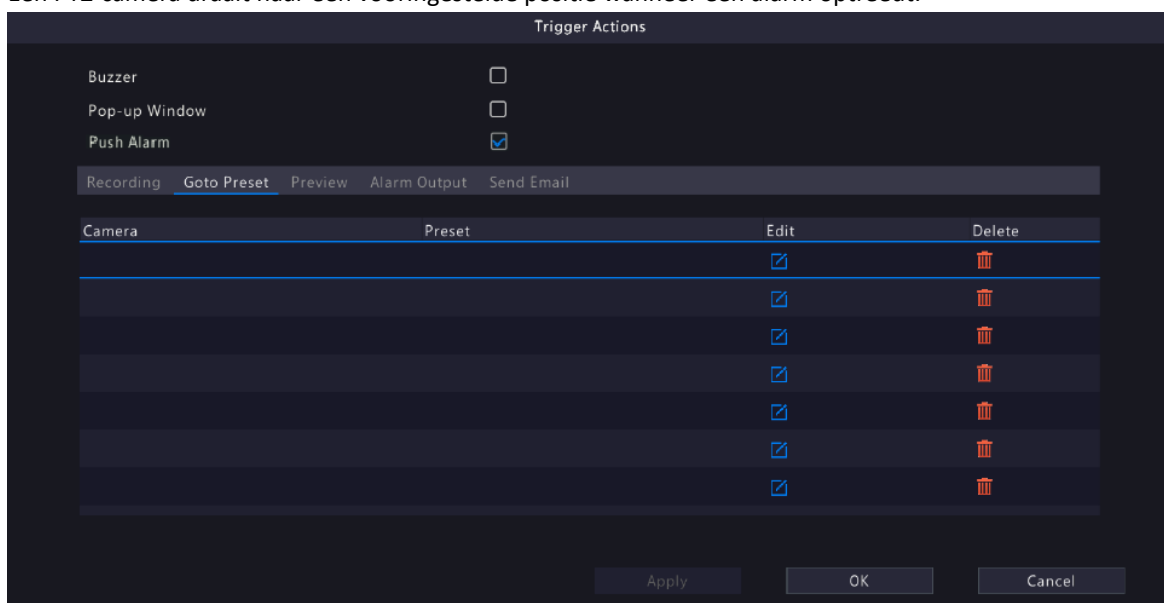 Een PTZ-camera draait naar een vooringestelde positie wanneer een alarm optreedt.
Trigger Actions
Buzzer
Pop-up Window
Push Alarm
Recording Goto Preset Preview Alarm Output Send Email
Camera Preset Edit Delete
Apply OK Cancel